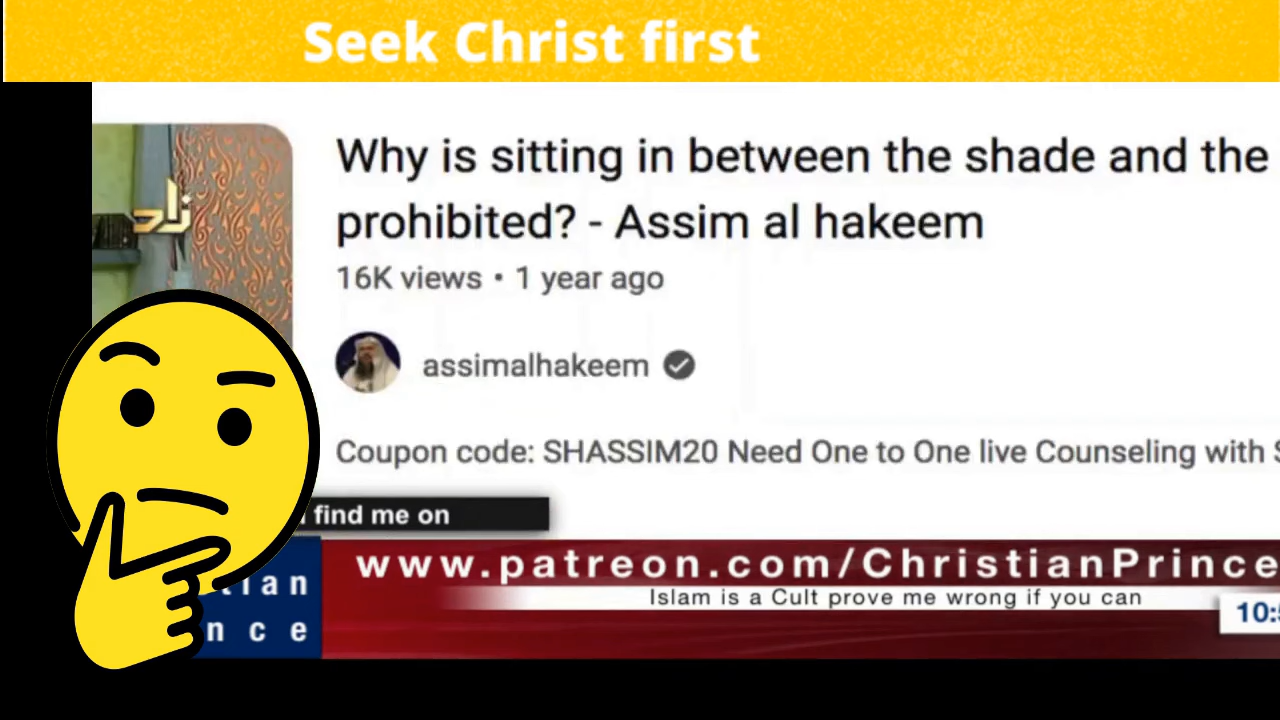 Seek Christ first
زاد
Why is sitting in between the shade and the
prohibited? - Assim al hakeem
16K views • 1 year ago
assimalhakeem
Coupon code: SHASSIM20 Need One to One live Counseling with
find me on
www.patreon.com/ChristianPrince
Islam is a Cult prove me wrong if you can
10: